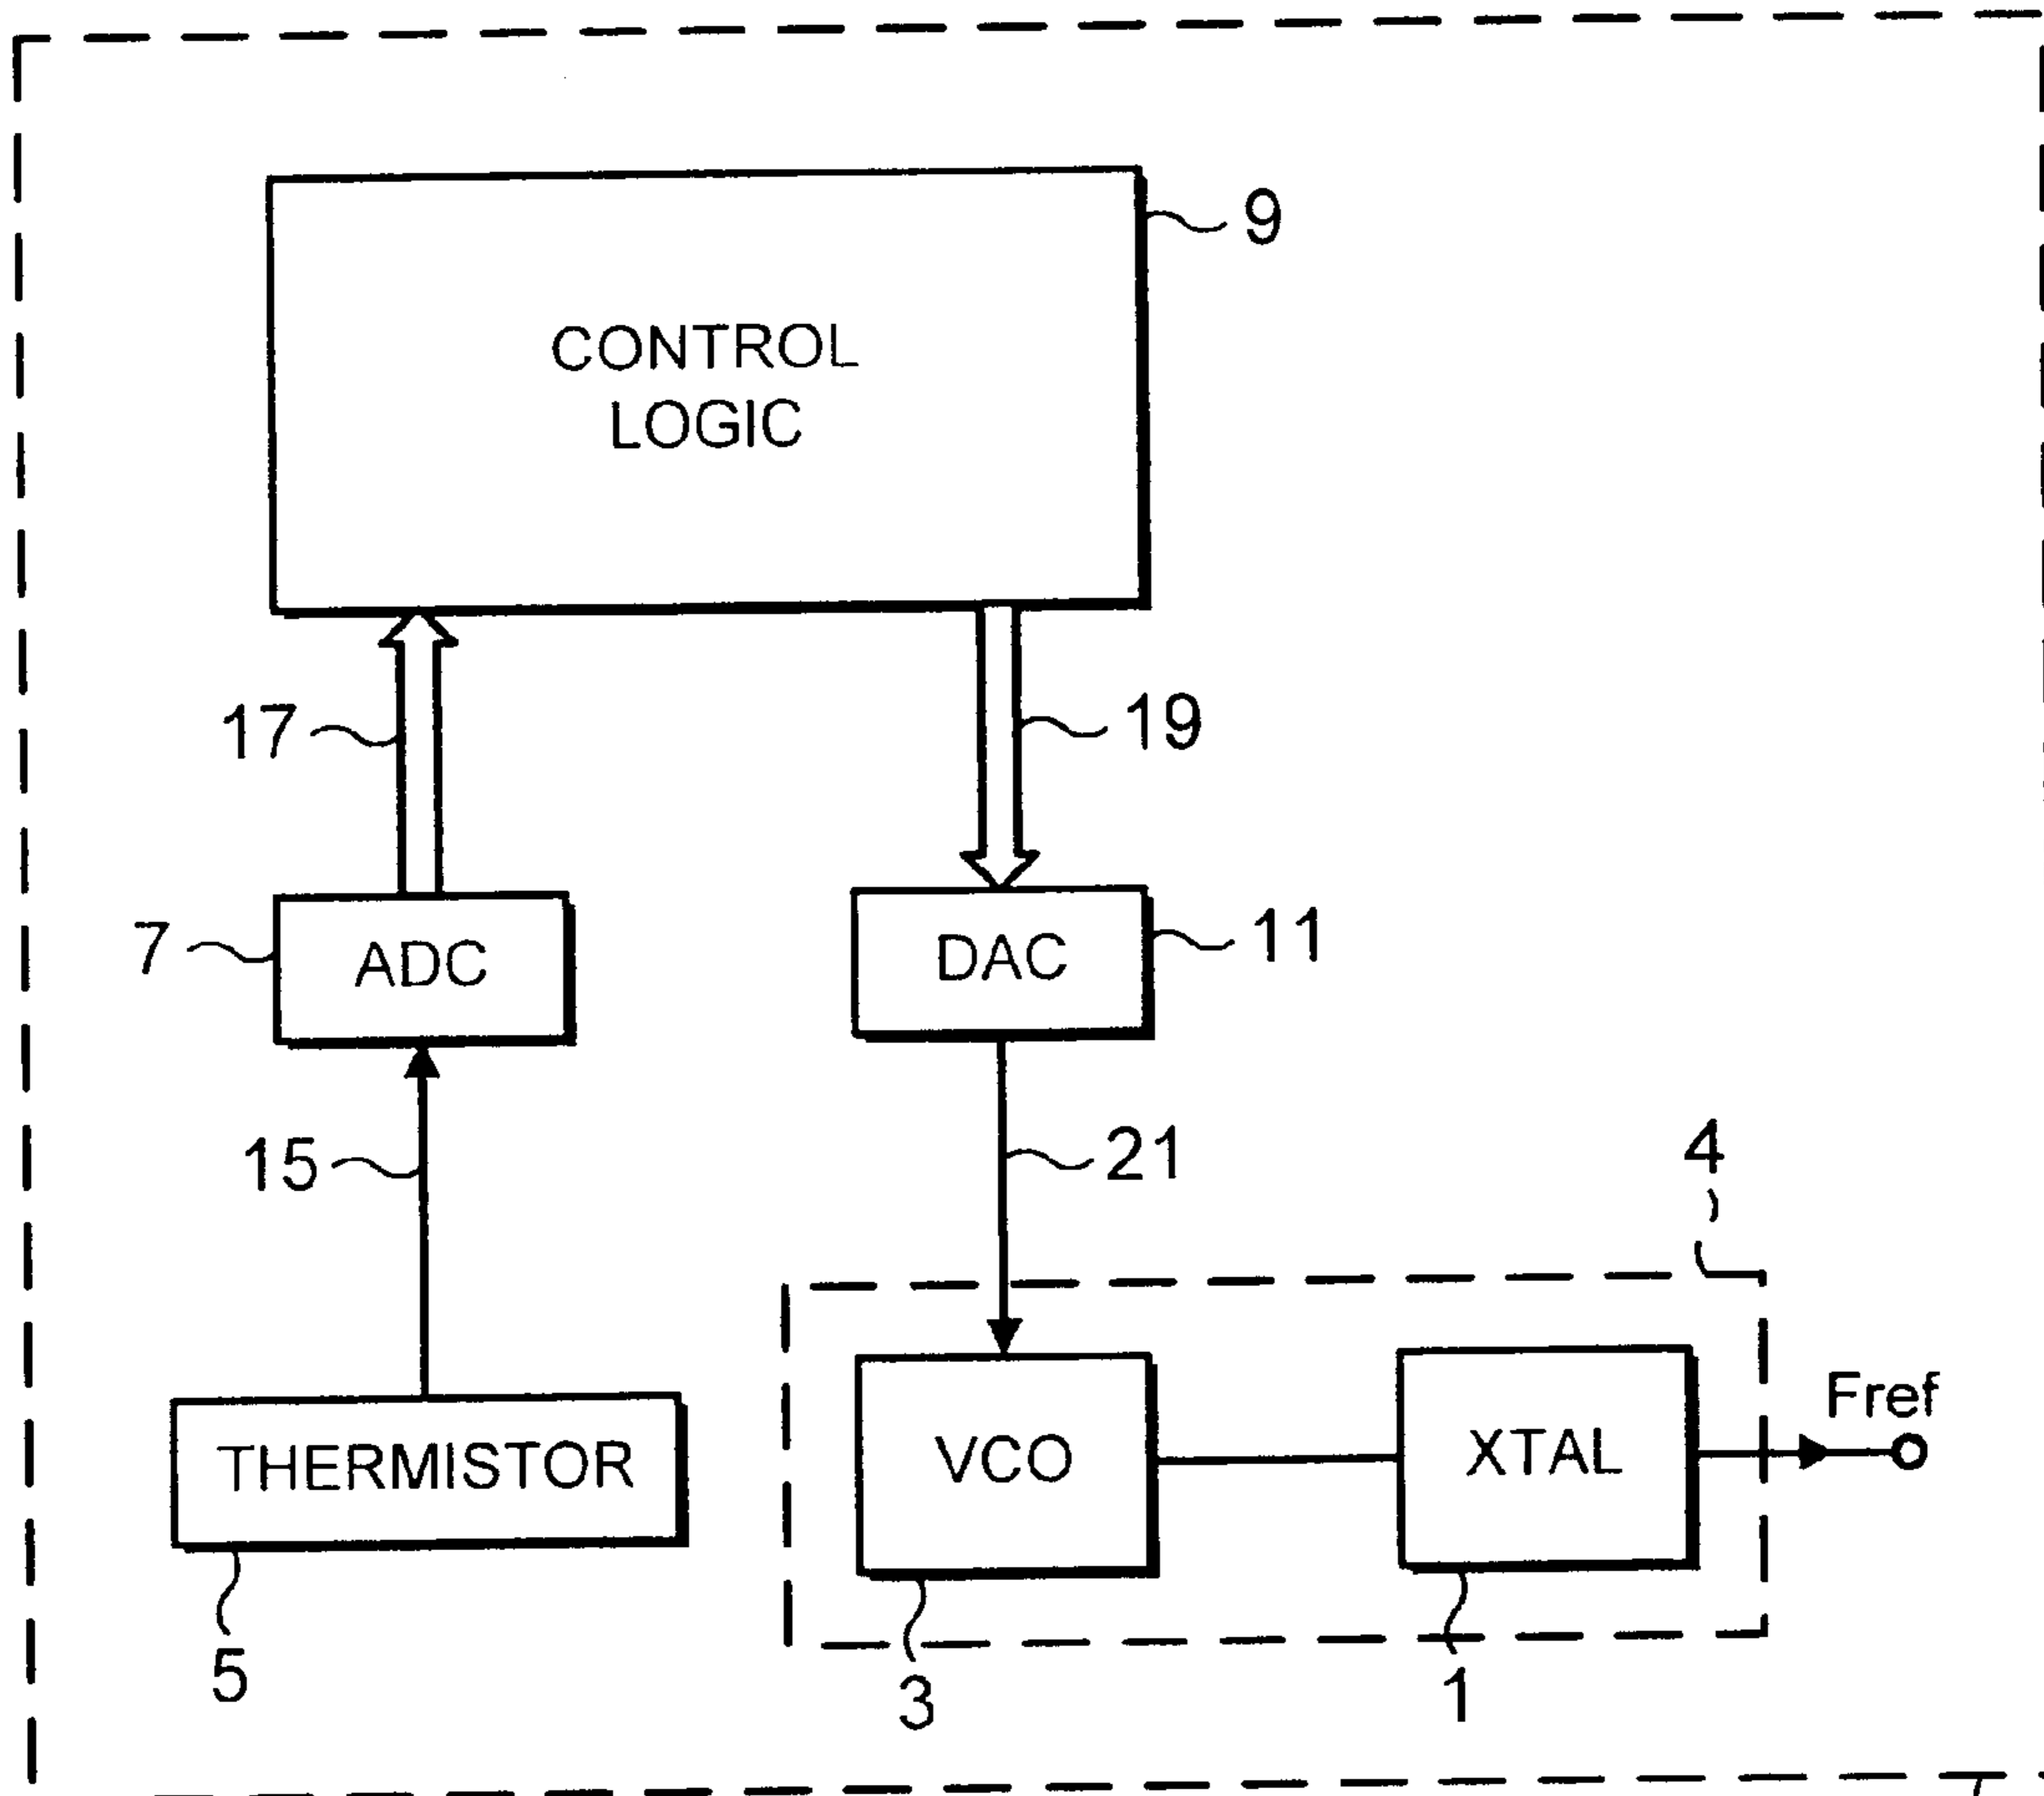 9
CONTROL
LOGIC
17
19
7
ADC
DAC
11
15
21
4
Fref
THERMISTOR
VCO
XTAL
5
3
1